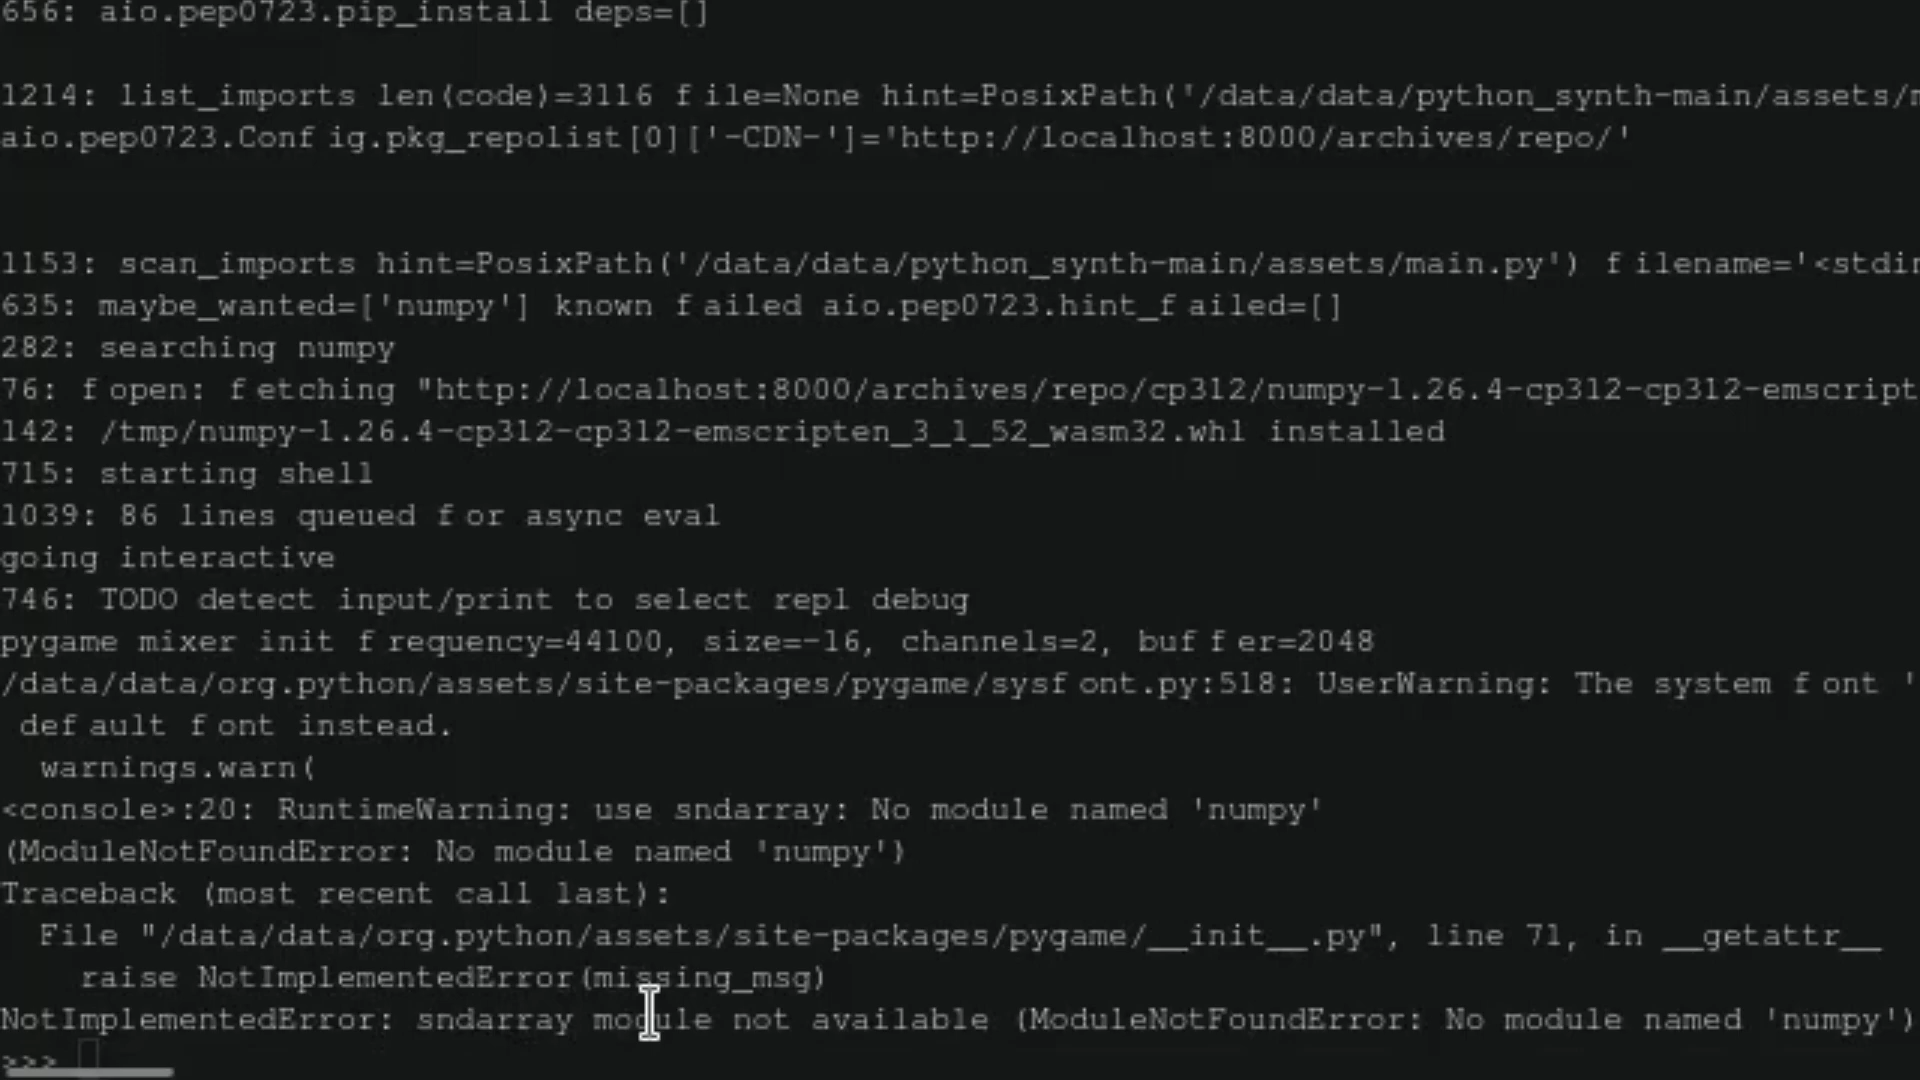 656: aio.pep0723.pip_install deps=[]
1214: list_imports len(code)=3116 file=None hint=PosixPath('/data/data/python_synth-main/assets/m
aio.pep0723.Config.pkg_repolist[0]['-CDN-']='http://localhost:8000/archives/repo/'
1153: scan_imports hint=PosixPath('/data/data/python_synth-main/assets/main.py') filename='<stdin
635: maybe_wanted=['numpy'] known failed aio.pep0723.hint_failed=[]
282: searching numpy
76: fopen: fetching "http://localhost:8000/archives/repo/cp312/numpy-1.26.4-cp312-cp312-emscript
142: /tmp/numpy-1.26.4-cp312-cp312-emscripten_3_1_52_wasm32.whl installed
715: starting shell
1039: 86 lines queued for async eval
going interactive
746: TODO detect input/print to select repl debug
pygame mixer init frequency=44100, size=-16, channels=2, buffer=2048
/data/data/org.python/assets/site-packages/pygame/sysfont.py:518: UserWarning: The system font '
 default font instead.
  warnings.warn(
<console>:20: RuntimeWarning: use sndarray: No module named 'numpy'
(ModuleNotFoundError: No module named 'numpy')
Traceback (most recent call last):
  File "/data/data/org.python/assets/site-packages/pygame/__init__.py", line 71, in __getattr__
    raise NotImplementedError(missing_msg)
NotImplementedError: sndarray module not available (ModuleNotFoundError: No module named 'numpy')
>>>